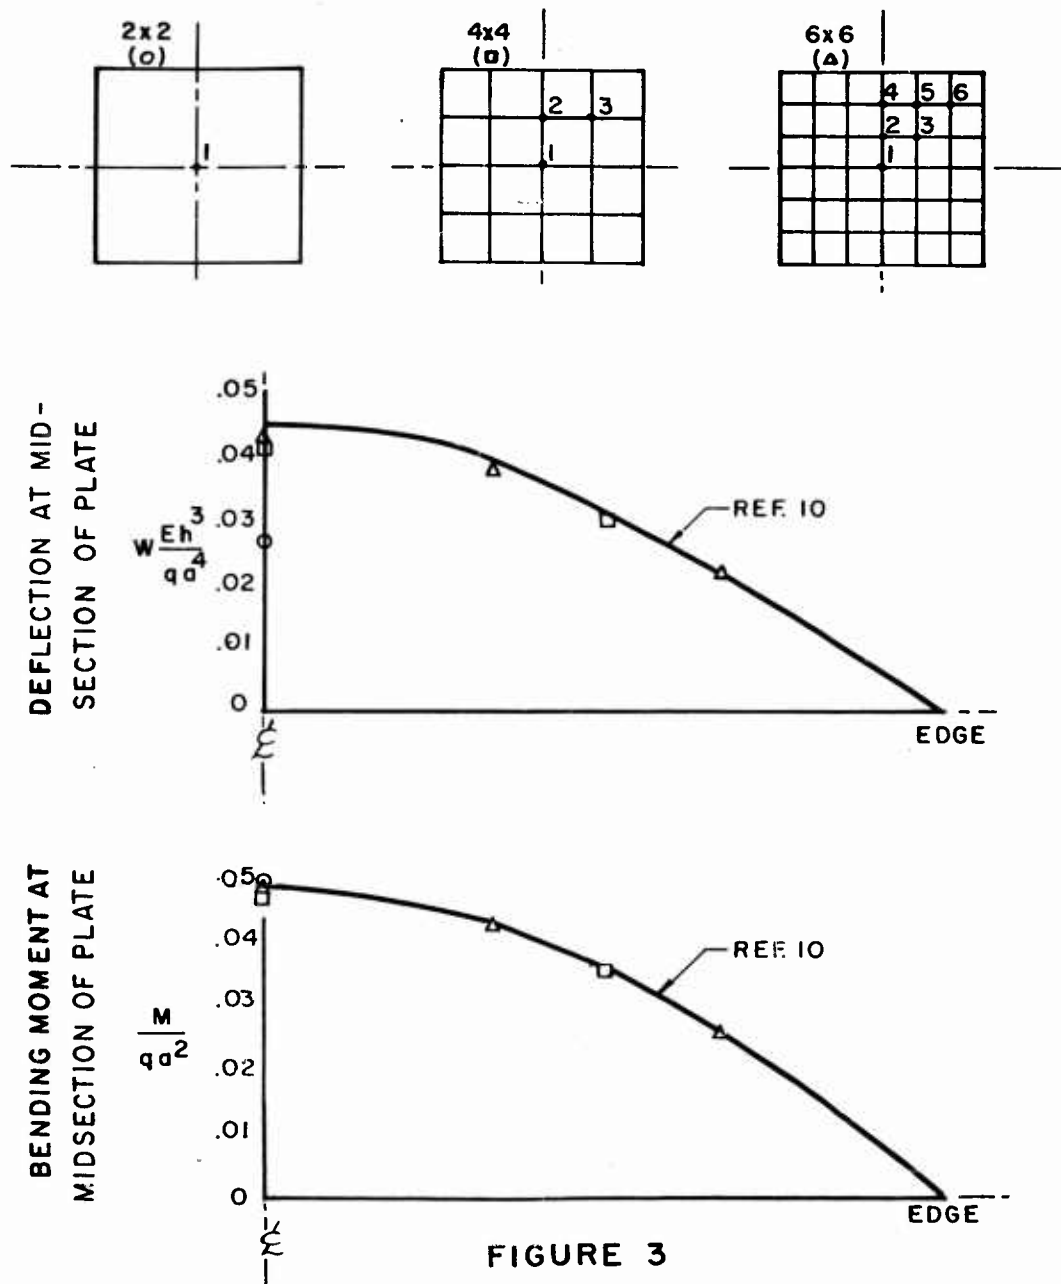 2x2
(O)
1
4x4
(□)
2 3
1
6x6
(△)
4 5 6
2 3
1
DEFLECTION AT MID-
SECTION OF PLATE
W Eh³
qa⁴
.05
.04
.03
.02
.01
0
REF. 10
EDGE
℄
BENDING MOMENT AT
MIDSECTION OF PLATE
M
qa²
.05
.04
.03
.02
.01
0
REF. 10
EDGE
℄
FIGURE 3